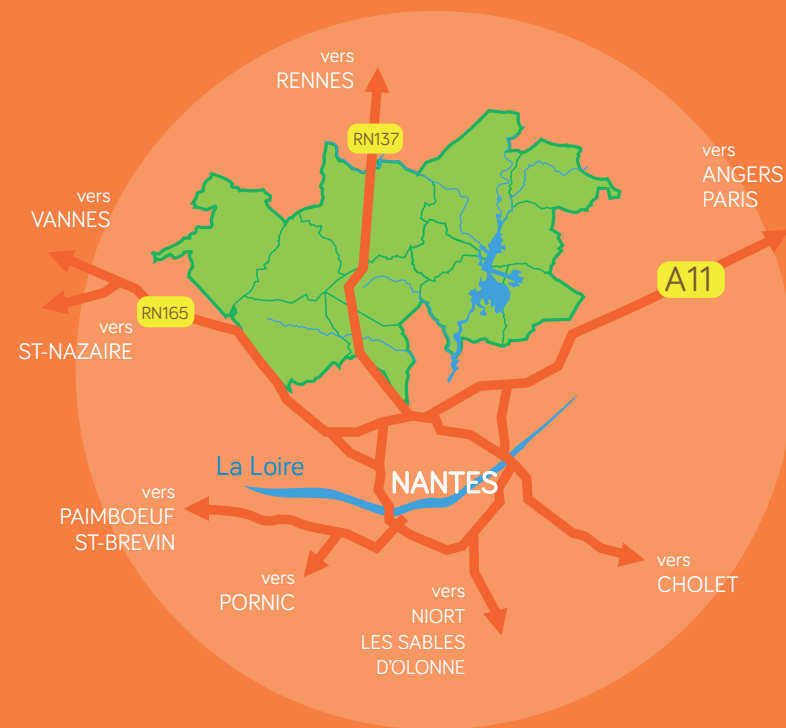 vers
RENNES
RN137
vers
ANGERS
PARIS
vers
VANNES
A11
RN165
vers
ST-NAZAIRE
La Loire
NANTES
vers
PAIMBOEUF
ST-BREVIN
vers
CHOLET
vers
PORNIC
vers
NIORT
LES SABLES
D'OLONNE